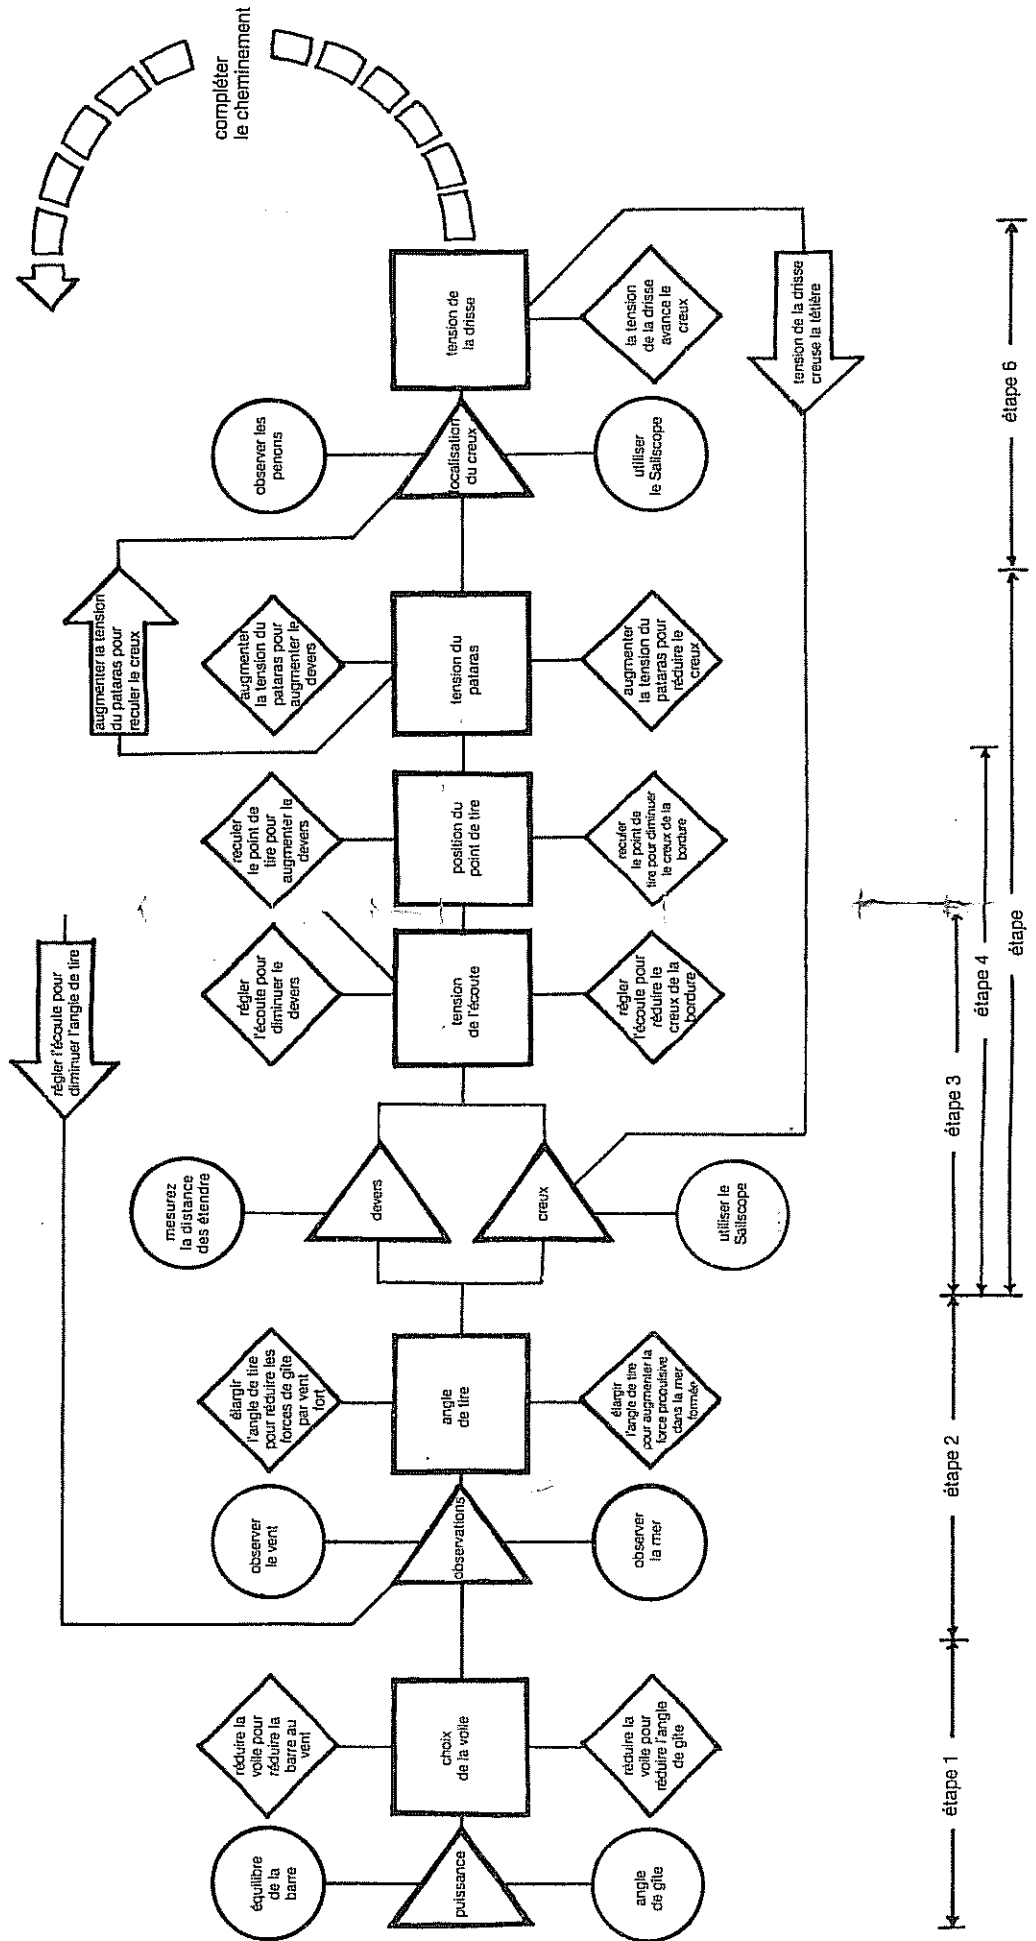 équilibre
de la
barre
puissance
angle
de gîte
réduire la
voile pour
réduire la
barre au
vent
choix
de la voile
réduire la
voile pour
réduire l'angle
de gîte
observer
le vent
observations
observer
la mer
élargir
l'angle de tire
pour réduire les
forces de gîte
par vent
fort
angle
de tire
élargir
l'angle de tire
pour augmenter la
force propulsive
dans la mer
formée
mesurez
la distance
des étendre
devers
creux
utiliser le
Sailscope
régler l'écoute pour
diminuer l'angle de tire
régler
l'écoute pour
diminuer le
devers
tension
de l'écoute
régler
l'écoute pour
réduire le
creux de la
bordure
reculer
le point de
tire pour
augmenter le
devers
position du
point de tire
reculer
le point de
tire pour diminuer
le creux de la
bordure
augmenter la tension
du pataras pour
reculer le creux
augmenter
la tension du
pataras pour
augmenter le
devers
tension du
pataras
augmenter
la tension du
pataras pour
réduire le
creux
observer les
penons
localisation
du creux
utiliser
le Sailscope
tension de
la drisse
la tension
de la drisse
avance le
creux
tension de la drisse
creuse la têtière
compléter
le cheminement
étape 1
étape 2
étape 3
étape 4
étape
étape 6